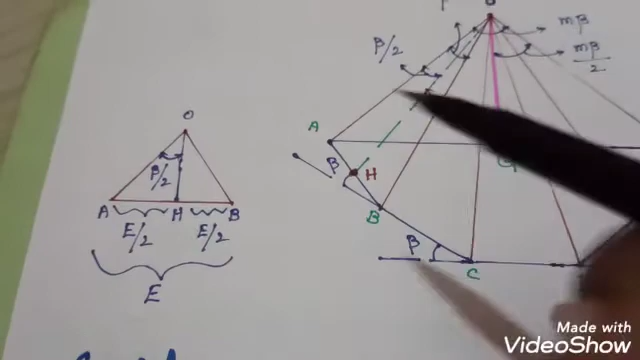 O
β/2
A H B
E/2 E/2
E
β/2
mβ
mβ/2
A
β H
B
β
C
G
Made with
VideoShow